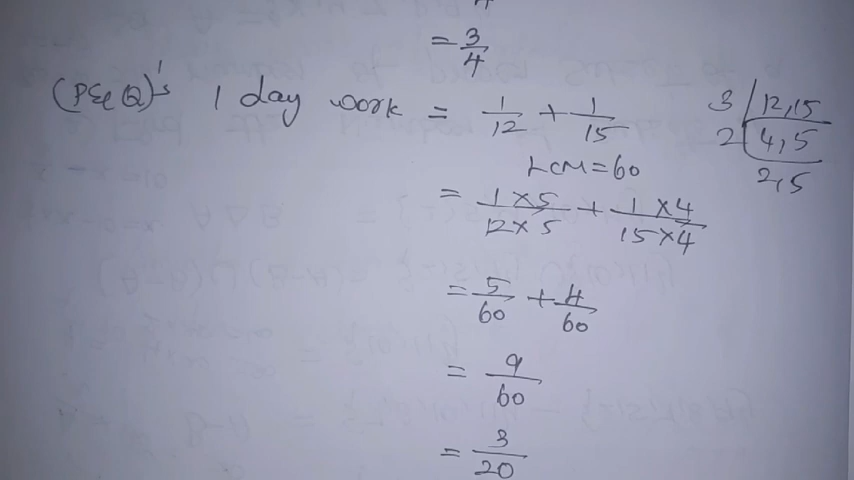 = 3/4
(P & Q)'s 1 day work = 1/12 + 1/15
3 | 12, 15
2 | 4, 5
2, 5
LCM = 60
= 1×5/12×5 + 1×4/15×4
= 5/60 + 4/60
= 9/60
= 3/20